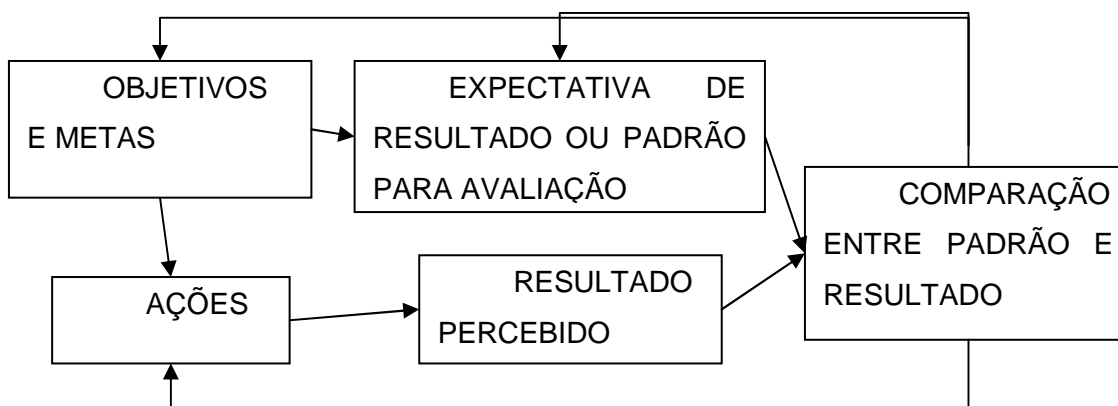 OBJETIVOS
E METAS
EXPECTATIVA DE
RESULTADO OU PADRÃO
PARA AVALIAÇÃO
COMPARAÇÃO
ENTRE PADRÃO E
RESULTADO
AÇÕES
RESULTADO
PERCEBIDO